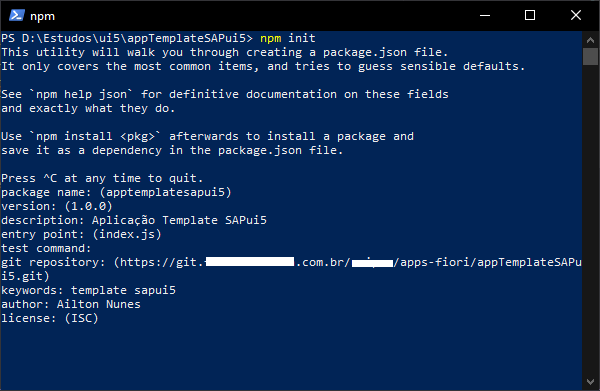 npm
PS D:\Estudos\ui5\appTemplateSAPui5> npm init
This utility will walk you through creating a package.json file.
It only covers the most common items, and tries to guess sensible defaults.
See `npm help json` for definitive documentation on these fields
and exactly what they do.
Use `npm install <pkg>` afterwards to install a package and
save it as a dependency in the package.json file.
Press ^C at any time to quit.
package name: (apptemplatesapui5)
version: (1.0.0)
description: Aplicação Template SAPui5
entry point: (index.js)
test command:
git repository: (https://git. .com.br/ /apps-fiori/appTemplateSAPu
i5.git)
keywords: template sapui5
author: Ailton Nunes
license: (ISC)